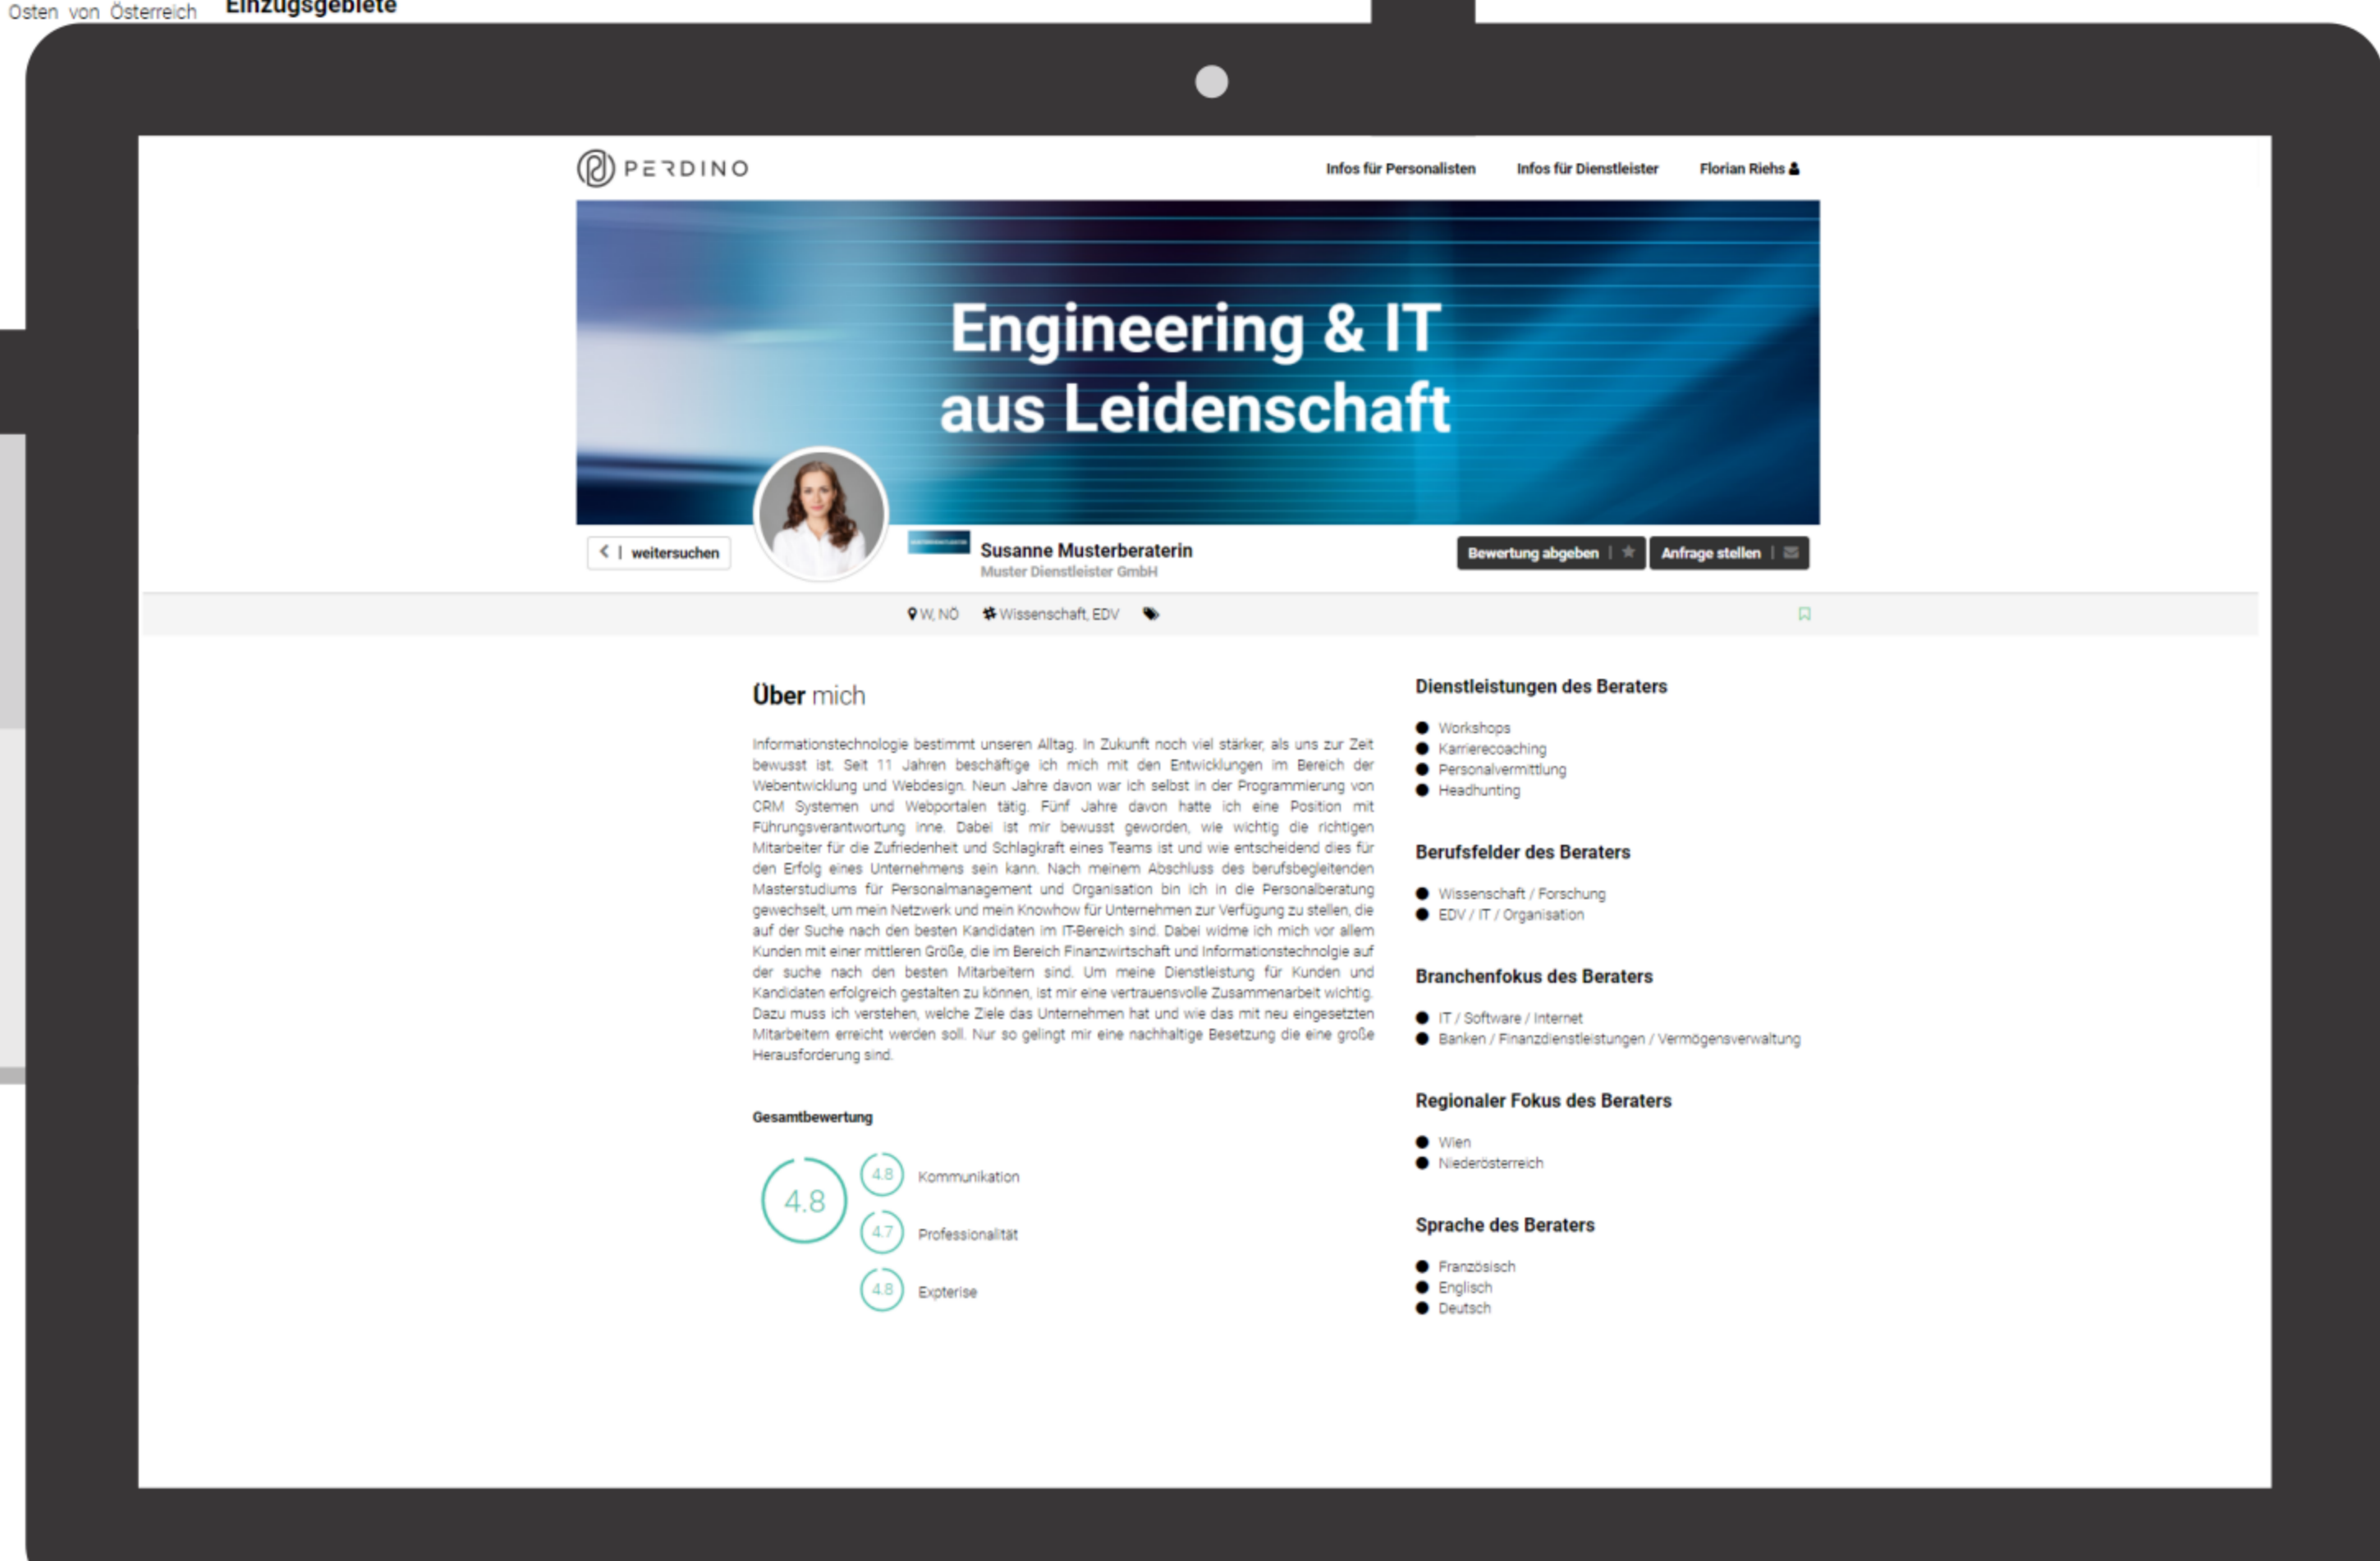 Osten von Österreich
Einzugsgebiete
PERDINO
Infos für Personalisten
Infos für Dienstleister
Florian Riehs
Engineering & IT
aus Leidenschaft
weitersuchen
Susanne Musterberaterin
Muster Dienstleister GmbH
Bewertung abgeben
Anfrage stellen
W, NÖ
Wissenschaft, EDV
Über mich
Informationstechnologie bestimmt unseren Alltag. In Zukunft noch viel stärker, als uns zur Zeit
bewusst ist. Seit 11 Jahren beschäftige ich mich mit den Entwicklungen im Bereich der
Webentwicklung und Webdesign. Neun Jahre davon war ich selbst in der Programmierung von
CRM Systemen und Webportalen tätig. Fünf Jahre davon hatte ich eine Position mit
Führungsverantwortung inne. Dabei ist mir bewusst geworden, wie wichtig die richtigen
Mitarbeiter für die Zufriedenheit und Schlagkraft eines Teams ist und wie entscheidend dies für
den Erfolg eines Unternehmens sein kann. Nach meinem Abschluss des berufsbegleitenden
Masterstudiums für Personalmanagement und Organisation bin ich in die Personalberatung
gewechselt, um mein Netzwerk und mein Knowhow für Unternehmen zur Verfügung zu stellen, die
auf der Suche nach den besten Kandidaten im IT-Bereich sind. Dabei widme ich mich vor allem
Kunden mit einer mittleren Größe, die im Bereich Finanzwirtschaft und Informationstechnolgie auf
der suche nach den besten Mitarbeitern sind. Um meine Dienstleistung für Kunden und
Kandidaten erfolgreich gestalten zu können, ist mir eine vertrauensvolle Zusammenarbeit wichtig.
Dazu muss ich verstehen, welche Ziele das Unternehmen hat und wie das mit neu eingesetzten
Mitarbeitern erreicht werden soll. Nur so gelingt mir eine nachhaltige Besetzung die eine große
Herausforderung sind.
Gesamtbewertung
4.8
4.8 Kommunikation
4.7 Professionalität
4.8 Expterise
Dienstleistungen des Beraters
Workshops
Karrierecoaching
Personalvermittlung
Headhunting
Berufsfelder des Beraters
Wissenschaft / Forschung
EDV / IT / Organisation
Branchenfokus des Beraters
IT / Software / Internet
Banken / Finanzdienstleistungen / Vermögensverwaltung
Regionaler Fokus des Beraters
Wien
Niederösterreich
Sprache des Beraters
Französisch
Englisch
Deutsch